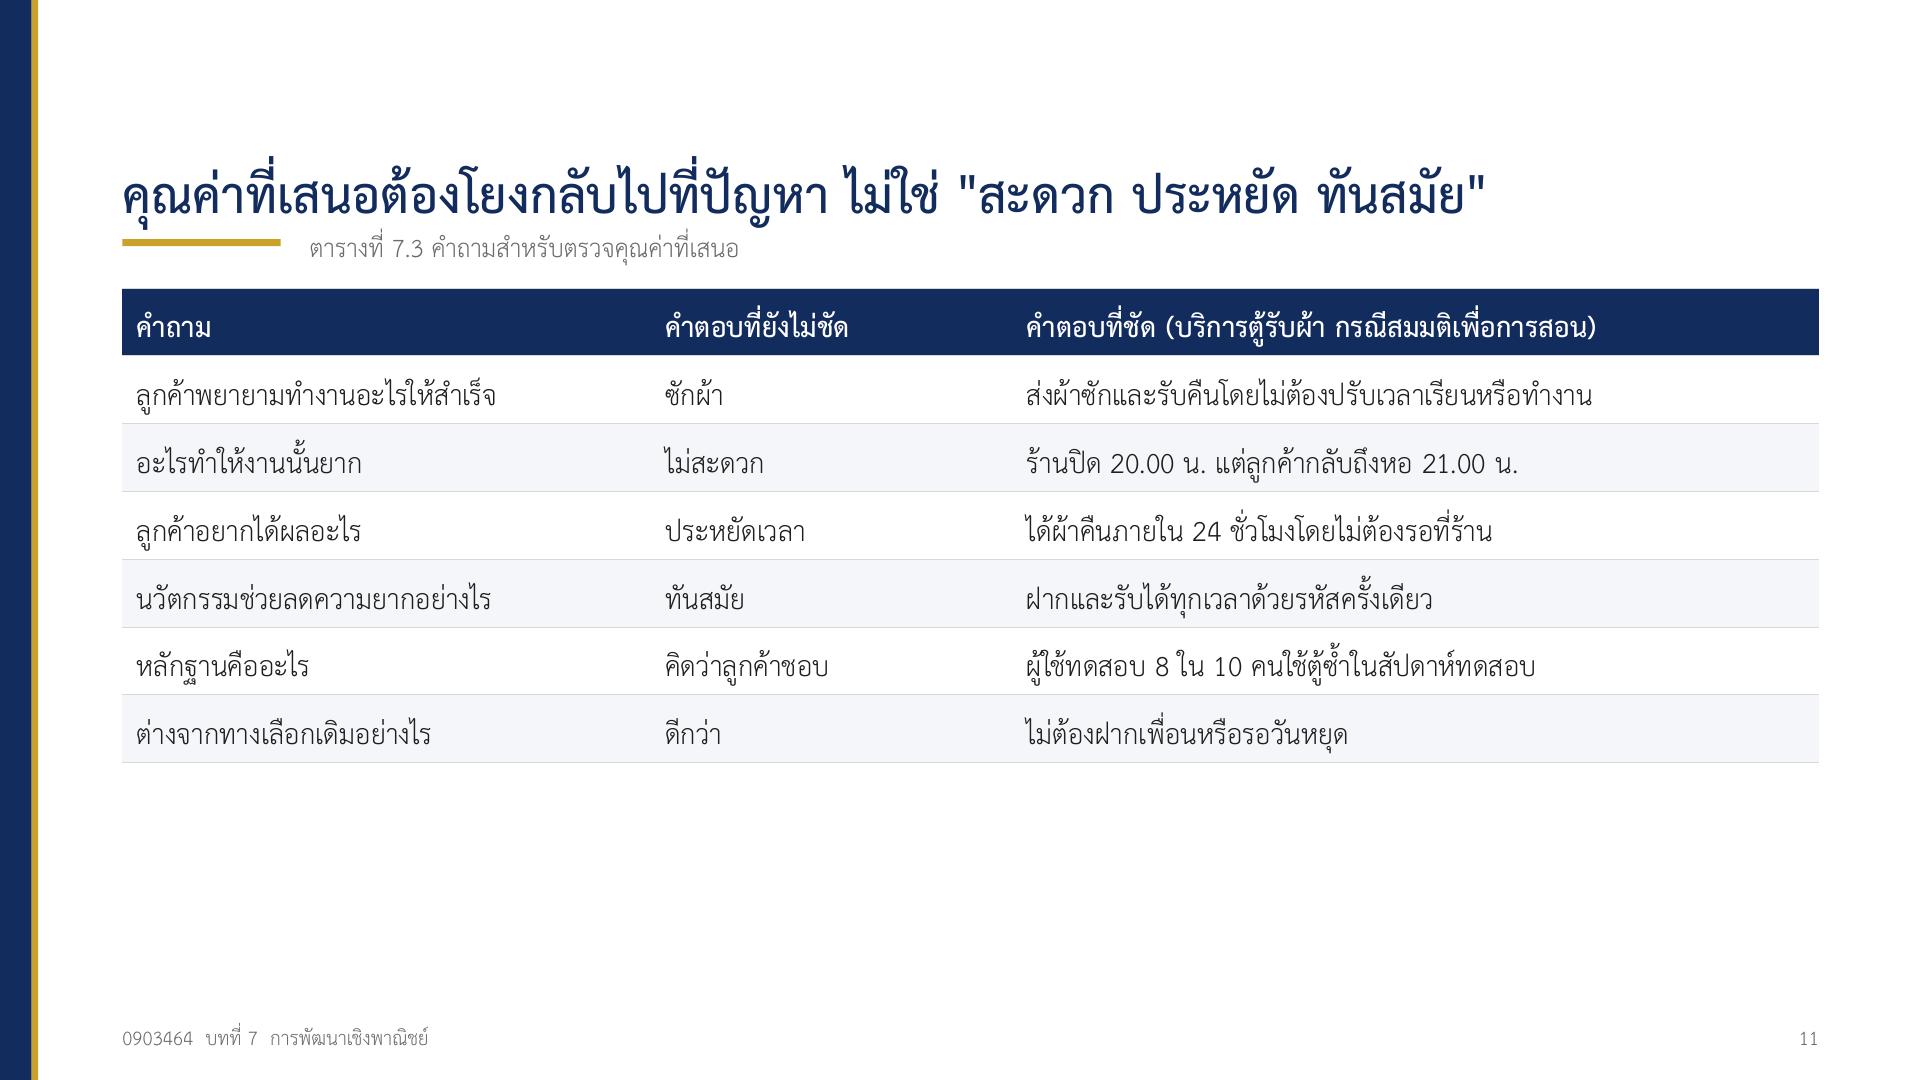 คุณค่าที่เสนอต้องโยงกลับไปที่ปัญหา ไม่ใช่ "สะดวก ประหยัด ทันสมัย"
ตารางที่ 7.3 คำถามสำหรับตรวจคุณค่าที่เสนอ
คำถาม คำตอบที่ยังไม่ชัด คำตอบที่ชัด (บริการตู้รับผ้า กรณีสมมติเพื่อการสอน)
ลูกค้าพยายามทำงานอะไรให้สำเร็จ ซักผ้า ส่งผ้าซักและรับคืนโดยไม่ต้องปรับเวลาเรียนหรือทำงาน
อะไรทำให้งานนั้นยาก ไม่สะดวก ร้านปิด 20.00 น. แต่ลูกค้ากลับถึงหอ 21.00 น.
ลูกค้าอยากได้ผลอะไร ประหยัดเวลา ได้ผ้าคืนภายใน 24 ชั่วโมงโดยไม่ต้องรอที่ร้าน
นวัตกรรมช่วยลดความยากอย่างไร ทันสมัย ฝากและรับได้ทุกเวลาด้วยรหัสครั้งเดียว
หลักฐานคืออะไร คิดว่าลูกค้าชอบ ผู้ใช้ทดสอบ 8 ใน 10 คนใช้ตู้ซ้ำในสัปดาห์ทดสอบ
ต่างจากทางเลือกเดิมอย่างไร ดีกว่า ไม่ต้องฝากเพื่อนหรือรอวันหยุด
0903464 บทที่ 7 การพัฒนาเชิงพาณิชย์ 11